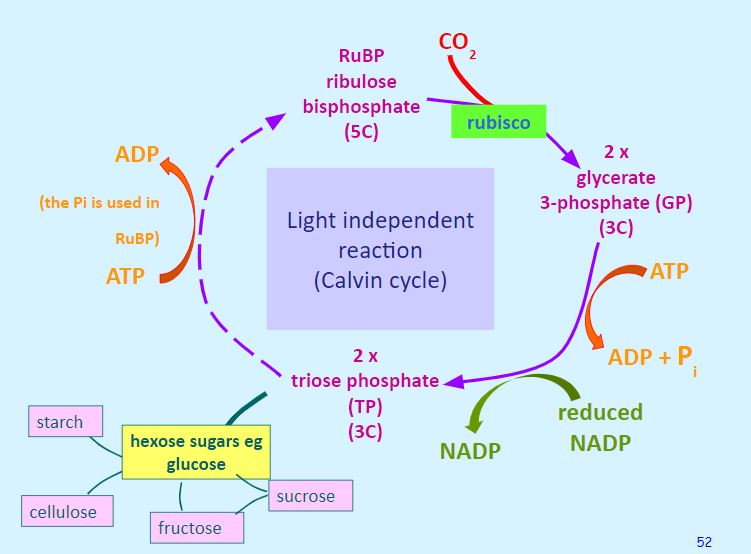 CO2
RuBP
ribulose
bisphosphate
(5C)
rubisco
2 x
glycerate
3-phosphate (GP)
(3C)
ADP
(the Pi is used in
RuBP)
ATP
Light independent
reaction
(Calvin cycle)
ATP
ADP + Pi
2 x
triose phosphate
(TP)
(3C)
reduced
NADP
NADP
starch
hexose sugars eg
glucose
cellulose
fructose
sucrose
52